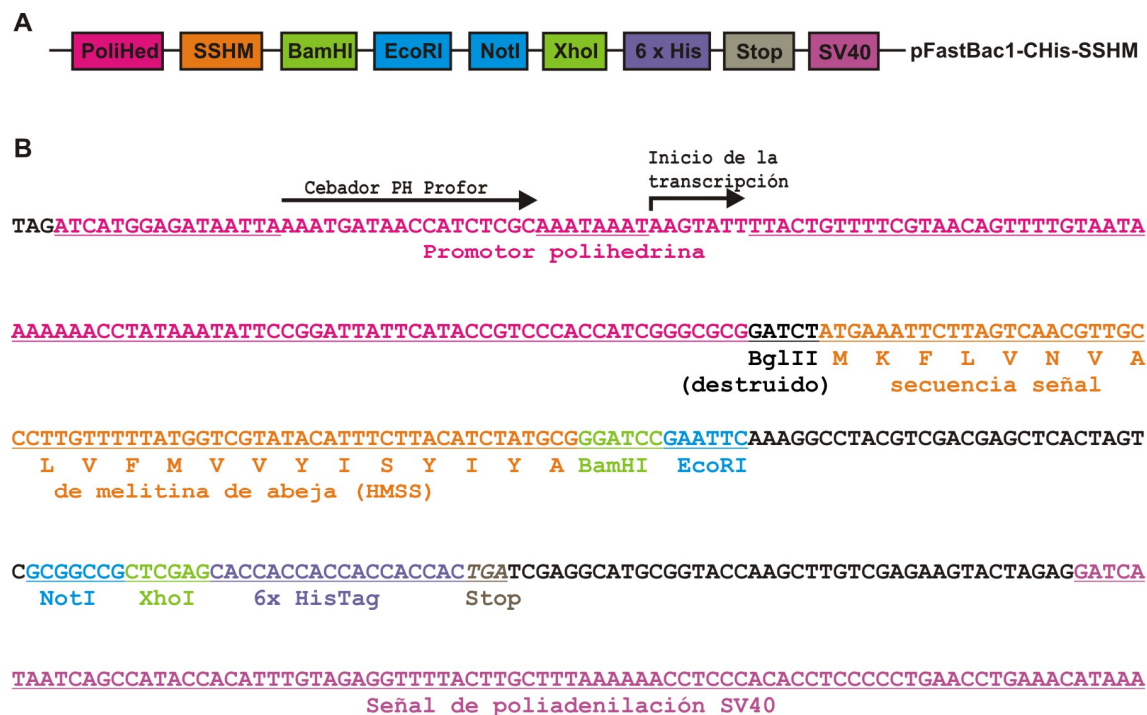 A
PoliHed SSHM BamHI EcoRI NotI XhoI 6 x His Stop SV40 pFastBac1-CHis-SSHM
B
Inicio de la
transcripción
Cebador PH Profor
TAGATCATGGAGATAATTAAAATGATAACCATCTCGCAAATAAATAAGTATTTTACTGTTTTCGTAACAGTTTTGTAATA
Promotor polihedrina
AAAAAACCTATAAATATTCCGGATTATTCATACCGTCCCACCATCGGGCGCGGATCTATGAAATTCTTAGTCAACGTTGC
BglII M K F L V N V A
(destruido) secuencia señal
CCTTGTTTTTATGGTCGTATACATTTCTTACATCTATGCGGGATCCGAATTCAAAGGCCTACGTCGACGAGCTCACTAGT
L V F M V V Y I S Y I Y A BamHI EcoRI
de melitina de abeja (HMSS)
CGCGGCCGCTCGAGCACCACCACCACCACCACTGATCGAGGCATGCGGTACCAAGCTTGTCGAGAAGTACTAGAGGATCA
NotI XhoI 6x HisTag Stop
TAATCAGCCATACCACATTTGTAGAGGTTTTACTTGCTTTAAAAAACCTCCCACACCTCCCCCTGAACCTGAAACATAAA
Señal de poliadenilación SV40